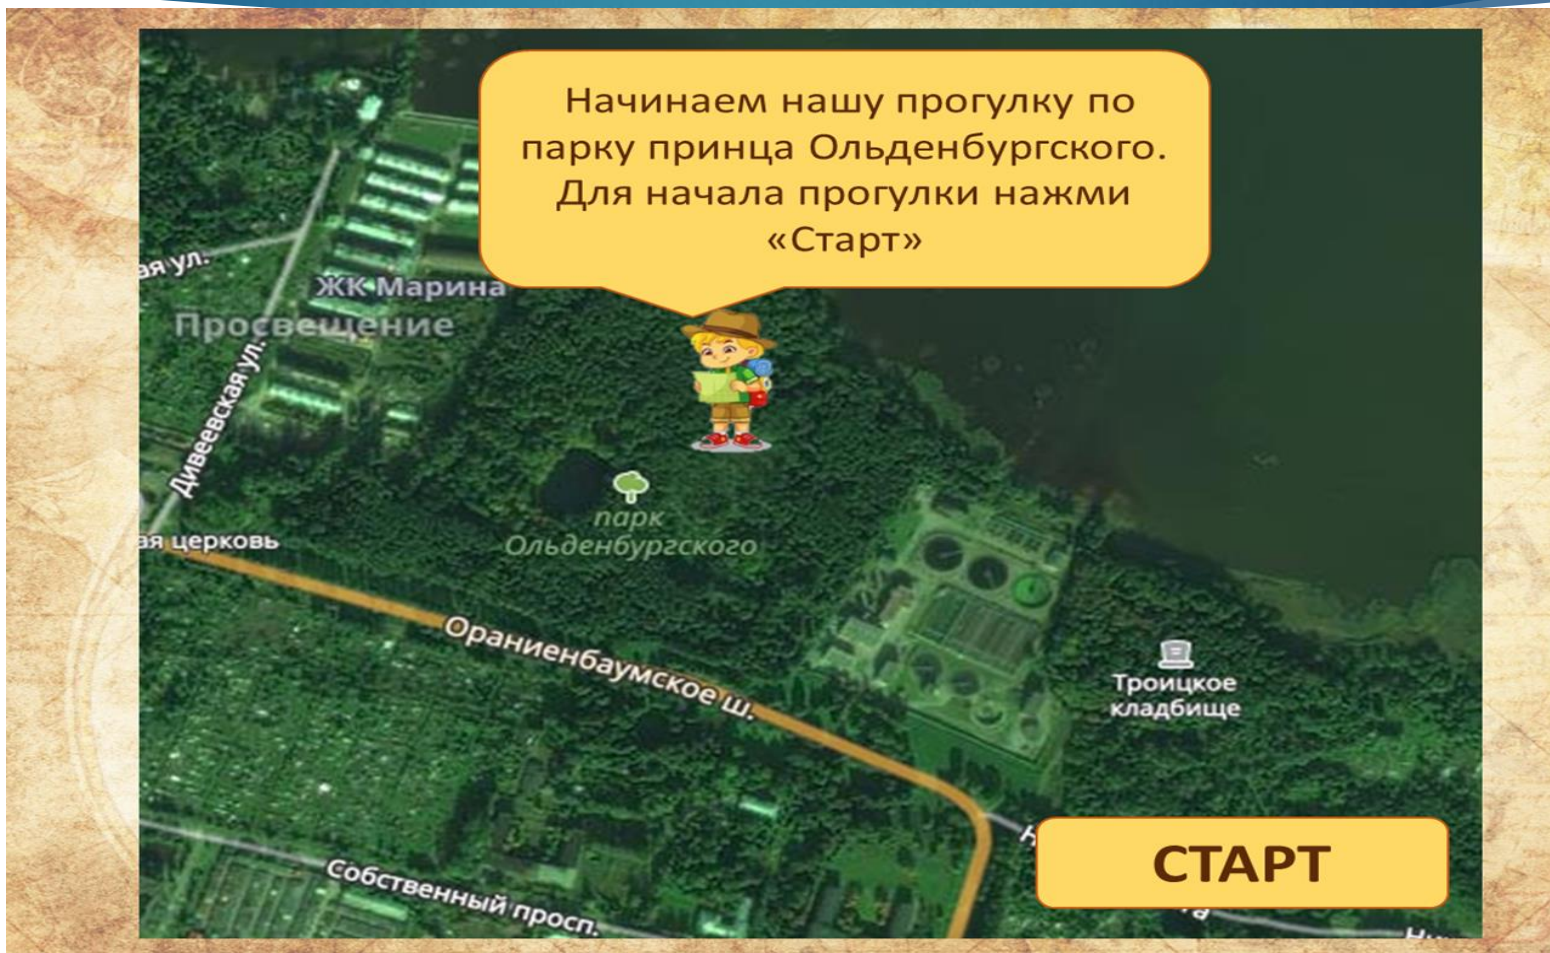 Начинаем нашу прогулку по
парку принца Ольденбургского.
Для начала прогулки нажми
«Старт»
ая ул.
ЖК Марина
Просвещение
Дивеевская ул.
парк
Ольденбургского
ая церковь
Ораниенбаумское ш.
Троицкое
кладбище
СТАРТ
Собственный просп.